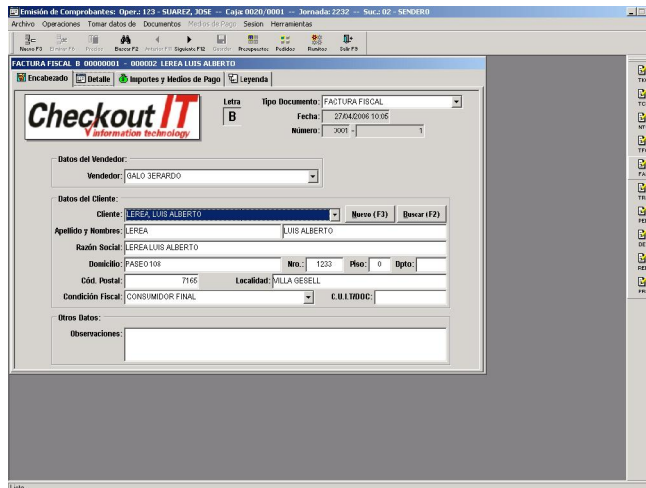 Emisión de Comprobantes: Oper.: 123 - SUAREZ, JOSE -- Caja: 0020/0001 -- Jornada: 2232 -- Suc.: 02 - SENDERO
Archivo Operaciones Tomar datos de Documentos Medios de Pago Sesion Herramientas
Nuevo F3 Eliminar F8 Precios Buscar F2 Anterior F11 Siguiente F12 Guardar Presupuestos Pedidos Remitos Salir F9
FACTURA FISCAL B 00000001 - 000002 LEREA LUIS ALBERTO
Encabezado Detalle Importes y Medios de Pago Leyenda
Checkout IT
information technology
Letra
B
Tipo Documento: FACTURA FISCAL
Fecha: 27/04/2006 10:05
Número: 0001 - 1
Datos del Vendedor:
Vendedor: GALO GERARDO
Datos del Cliente:
Cliente: LEREA, LUIS ALBERTO Nuevo (F3) Buscar (F2)
Apellido y Nombres: LEREA LUIS ALBERTO
Razón Social: LEREA LUIS ALBERTO
Domicilio: PASEO 108 Nro.: 1233 Piso: 0 Dpto:
Cód. Postal: 7165 Localidad: VILLA GESELL
Condición Fiscal: CONSUMIDOR FINAL C.U.I.T/DOC:
Otros Datos:
Observaciones:
Listo